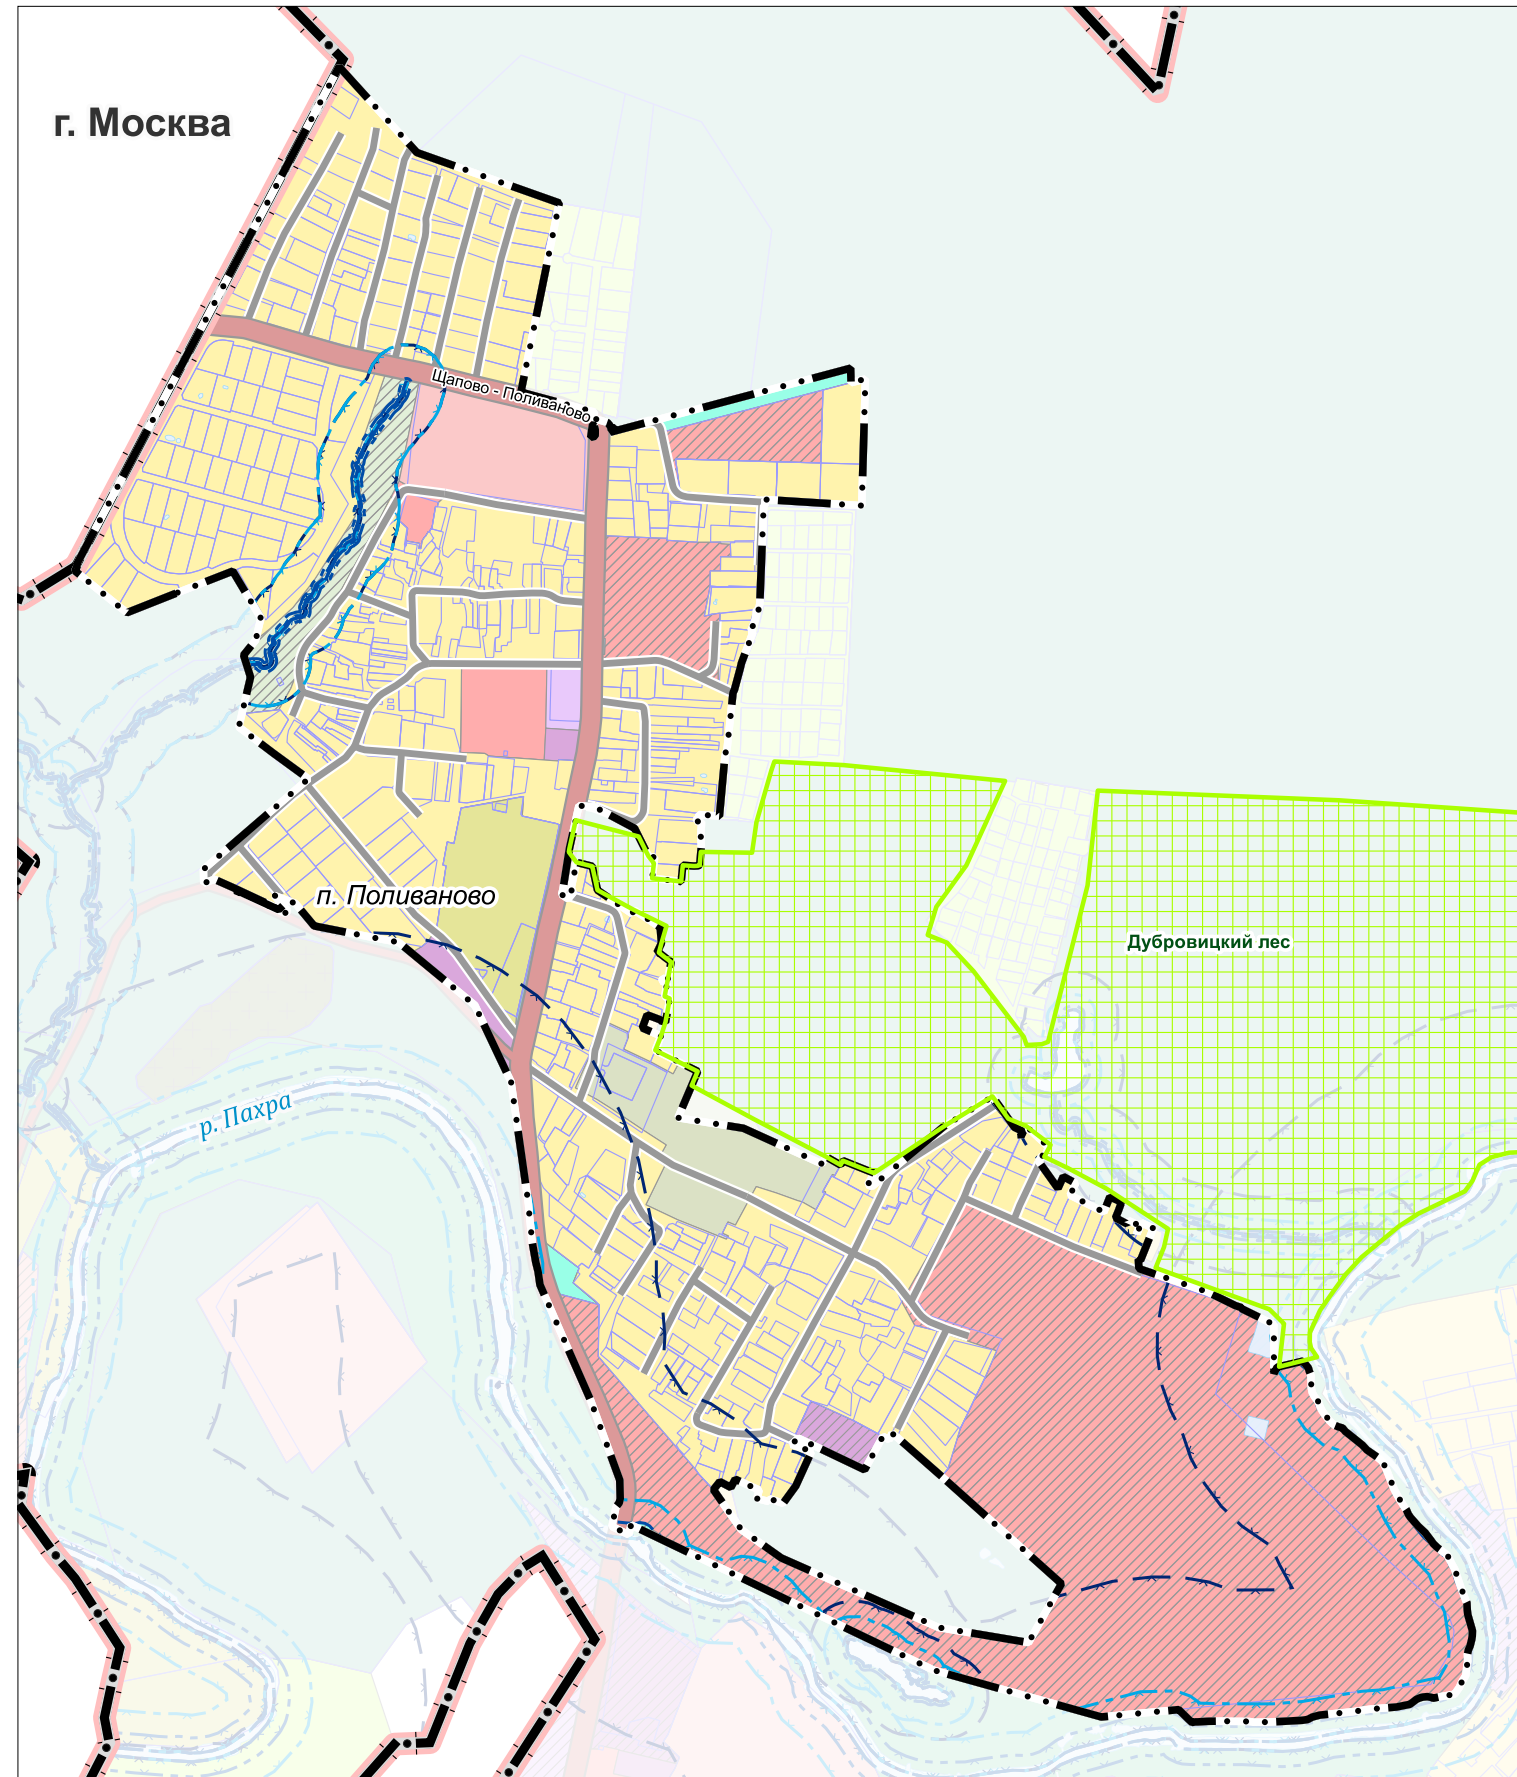 г. Москва
Щапово - Поливаново
п. Поливаново
Дубровицкий лес
р. Пахра